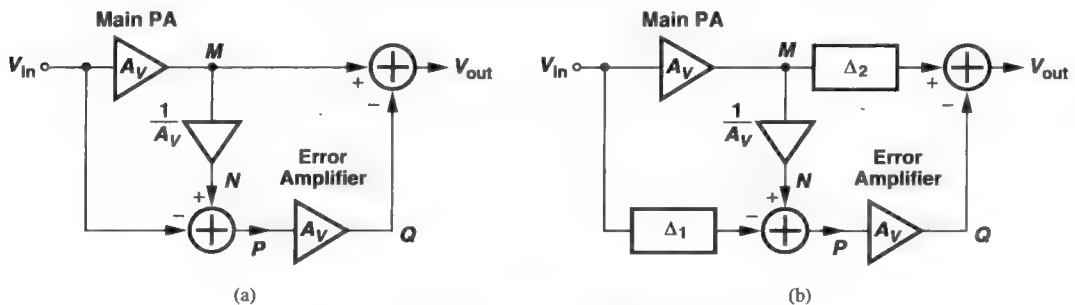 Main PA
V_in
A_V
M
+
−
V_out
1/A_V
N
Error
Amplifier
+
−
P
A_V
Q
(a)
Main PA
V_in
A_V
M
Δ_2
+
−
V_out
1/A_V
N
Error
Amplifier
Δ_1
+
−
P
A_V
Q
(b)